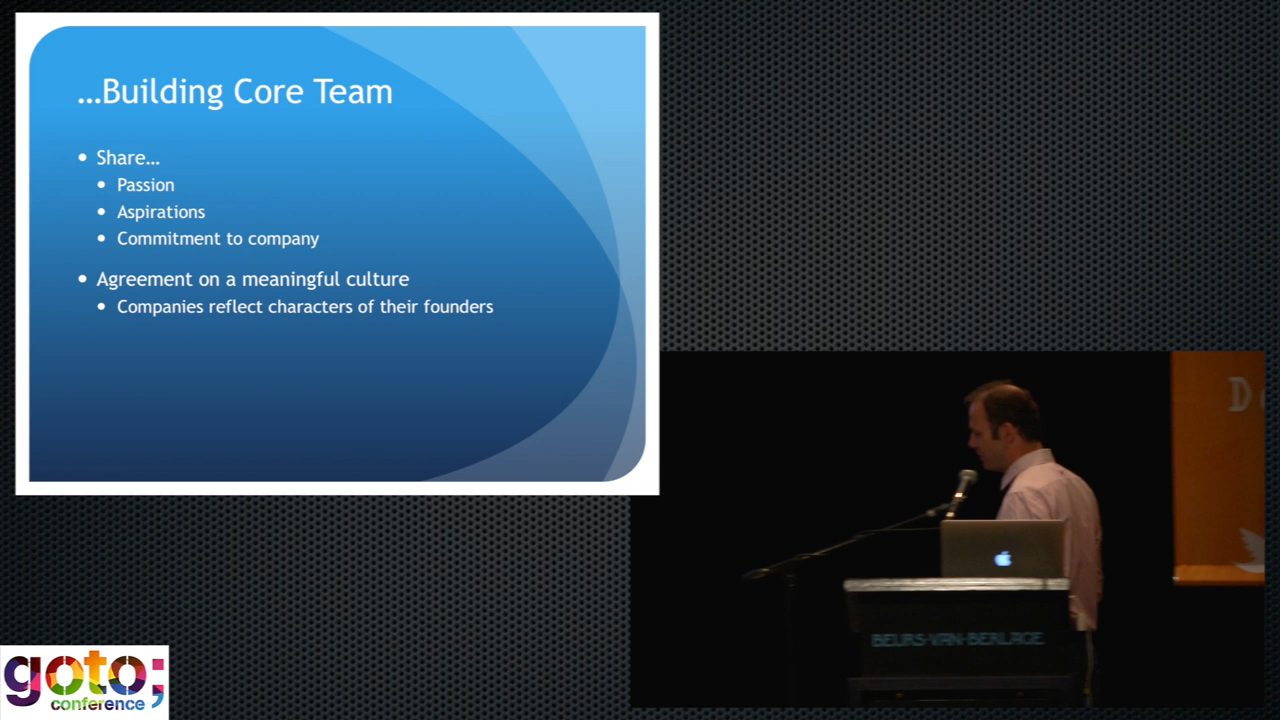 …Building Core Team
Share…
Passion
Aspirations
Commitment to company
Agreement on a meaningful culture
Companies reflect characters of their founders
BEURS-VAN-BERLAGE
goto;
conference